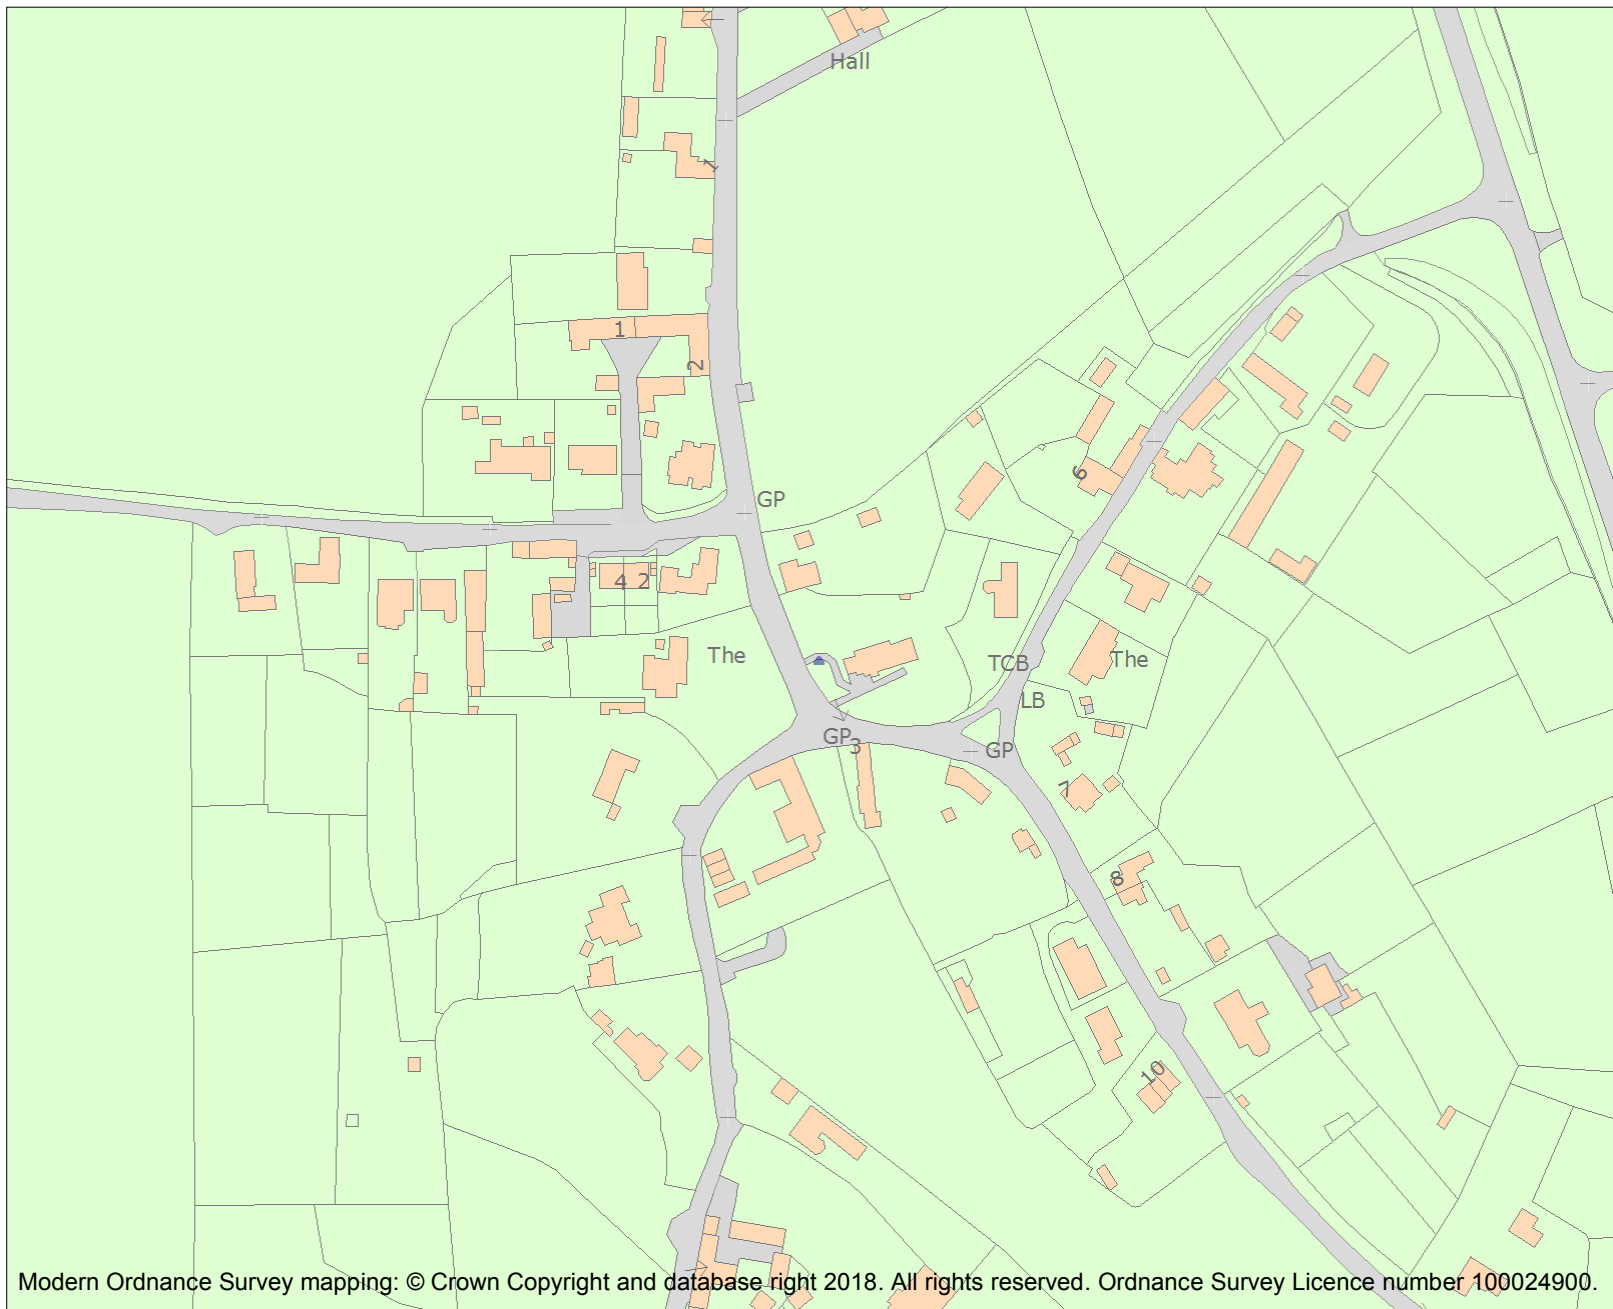 Hall
1
1
2
GP
6
4 2
The
TCB
The
LB
GP
3
GP
7
8
10
Modern Ordnance Survey mapping: © Crown Copyright and database right 2018. All rights reserved. Ordnance Survey Licence number 100024900.